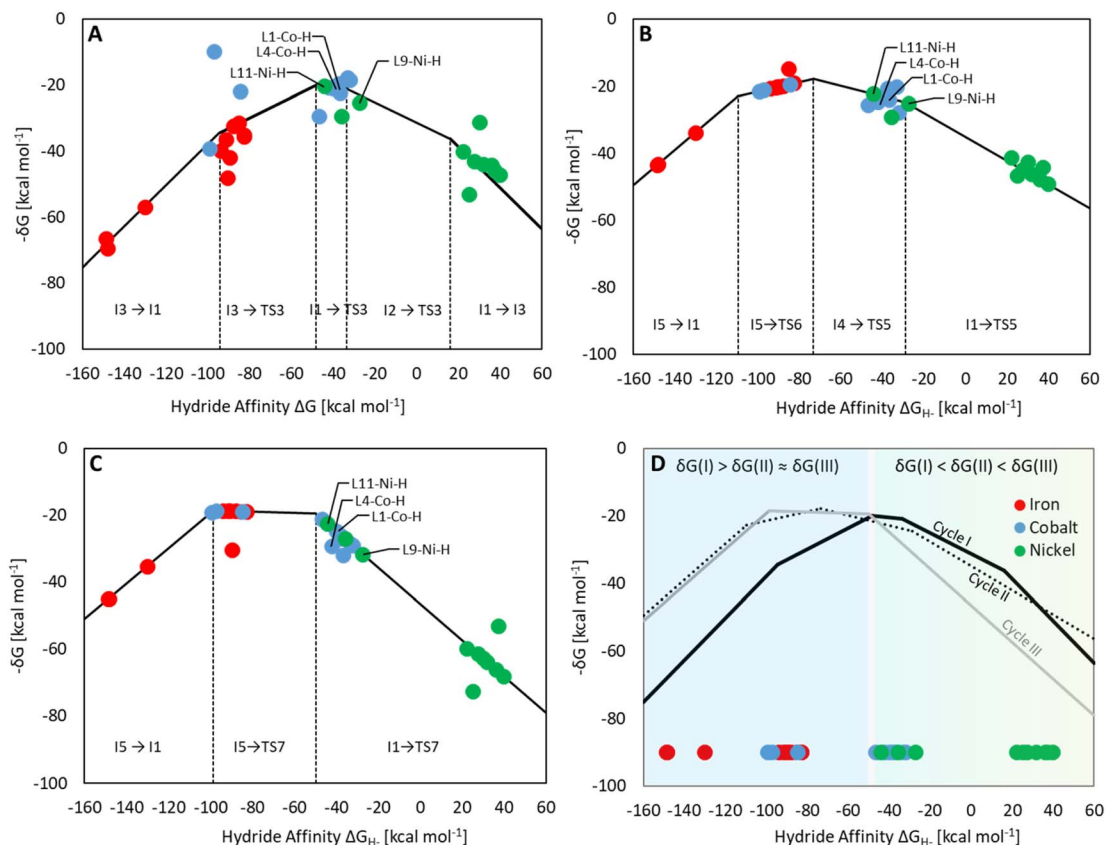 A
0
-20
-40
-60
-80
-100
-δG [kcal mol-1]
L1-Co-H
L4-Co-H
L11-Ni-H
L9-Ni-H
I3 → I1
I3 → TS3
I1 → TS3
I2 → TS3
I1 → I3
-160 -140 -120 -100 -80 -60 -40 -20 0 20 40 60
Hydride Affinity ΔG [kcal mol-1]
B
0
-20
-40
-60
-80
-100
-δG [kcal mol-1]
L11-Ni-H
L4-Co-H
L1-Co-H
L9-Ni-H
I5 → I1
I5→TS6
I4 → TS5
I1→TS5
-160 -140 -120 -100 -80 -60 -40 -20 0 20 40 60
Hydride Affinity ΔGH- [kcal mol-1]
C
0
-20
-40
-60
-80
-100
-δG [kcal mol-1]
L11-Ni-H
L4-Co-H
L1-Co-H
L9-Ni-H
I5 → I1
I5→TS7
I1→TS7
-160 -140 -120 -100 -80 -60 -40 -20 0 20 40 60
Hydride Affinity ΔGH- [kcal mol-1]
D
0
-20
-40
-60
-80
-100
-δG [kcal mol-1]
δG(I) > δG(II) ≈ δG(III)
δG(I) < δG(II) < δG(III)
Iron
Cobalt
Nickel
Cycle I
Cycle II
Cycle III
-160 -140 -120 -100 -80 -60 -40 -20 0 20 40 60
Hydride Affinity ΔGH- [kcal mol-1]